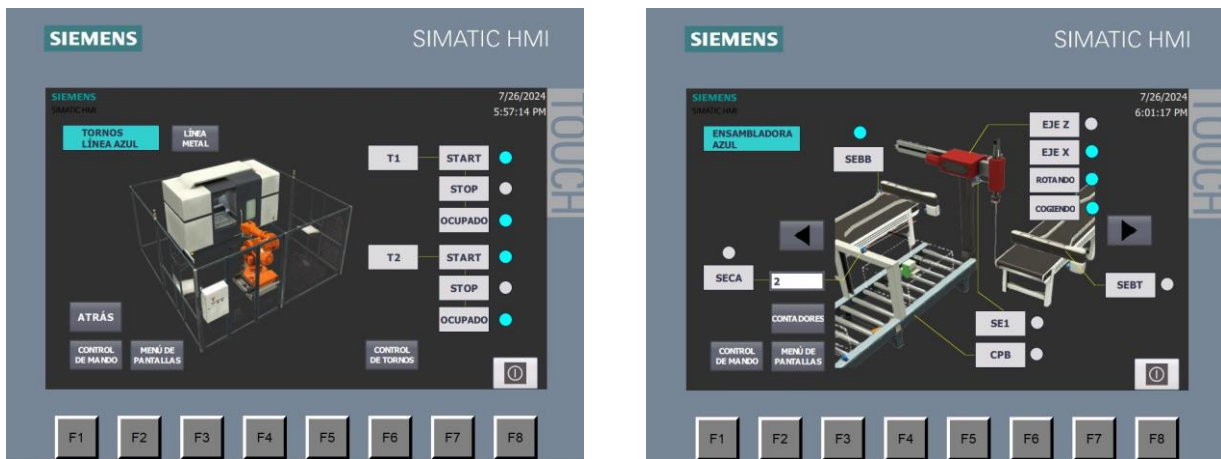 SIEMENS
SIMATIC HMI
SIEMENS
SIMATIC HMI
7/26/2024
5:57:14 PM
TOUCH
TORNOS
LÍNEA AZUL
LÍNEA
METAL
T1
START
STOP
OCUPADO
T2
START
STOP
OCUPADO
ATRÁS
CONTROL
DE MANDO
MENÚ DE
PANTALLAS
CONTROL
DE TORNOS
F1 F2 F3 F4 F5 F6 F7 F8
SIEMENS
SIMATIC HMI
SIEMENS
SIMATIC HMI
7/26/2024
6:01:17 PM
TOUCH
ENSAMBLADORA
AZUL
SEBB
EJE Z
EJE X
ROTANDO
COGIENDO
SECA
2
SEBT
CONTADORES
SE1
CPB
CONTROL
DE MANDO
MENÚ DE
PANTALLAS
F1 F2 F3 F4 F5 F6 F7 F8